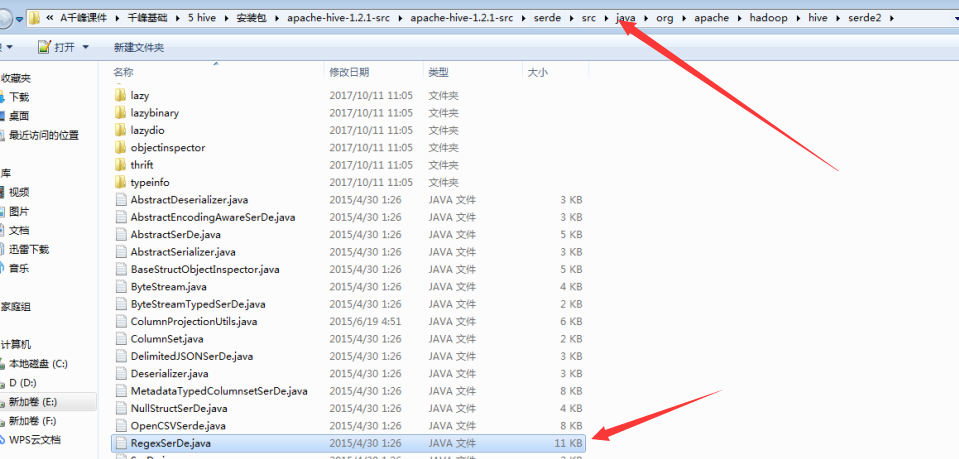 « A千峰课件 千峰基础 5 hive 安装包 apache-hive-1.2.1-src apache-hive-1.2.1-src serde src java org apache hadoop hive serde2
打开 新建文件夹
收藏夹
下载
桌面
最近访问的位置
库
视频
图片
文档
迅雷下载
音乐
家庭组
计算机
本地磁盘 (C:)
D (D:)
新加卷 (E:)
新加卷 (F:)
WPS云文档
名称 修改日期 类型 大小
lazy 2017/10/11 11:05 文件夹
lazybinary 2017/10/11 11:05 文件夹
lazydio 2017/10/11 11:05 文件夹
objectinspector 2017/10/11 11:05 文件夹
thrift 2017/10/11 11:05 文件夹
typeinfo 2017/10/11 11:05 文件夹
AbstractDeserializer.java 2015/4/30 1:26 JAVA 文件 3 KB
AbstractEncodingAwareSerDe.java 2015/4/30 1:26 JAVA 文件 3 KB
AbstractSerDe.java 2015/4/30 1:26 JAVA 文件 5 KB
AbstractSerializer.java 2015/4/30 1:26 JAVA 文件 3 KB
BaseStructObjectInspector.java 2015/4/30 1:26 JAVA 文件 5 KB
ByteStream.java 2015/4/30 1:26 JAVA 文件 4 KB
ByteStreamTypedSerDe.java 2015/4/30 1:26 JAVA 文件 2 KB
ColumnProjectionUtils.java 2015/6/19 4:51 JAVA 文件 6 KB
ColumnSet.java 2015/4/30 1:26 JAVA 文件 2 KB
DelimitedJSONSerDe.java 2015/4/30 1:26 JAVA 文件 3 KB
Deserializer.java 2015/4/30 1:26 JAVA 文件 3 KB
MetadataTypedColumnsetSerDe.java 2015/4/30 1:26 JAVA 文件 8 KB
NullStructSerDe.java 2015/4/30 1:26 JAVA 文件 4 KB
OpenCSVSerde.java 2015/4/30 1:26 JAVA 文件 8 KB
RegexSerDe.java 2015/4/30 1:26 JAVA 文件 11 KB